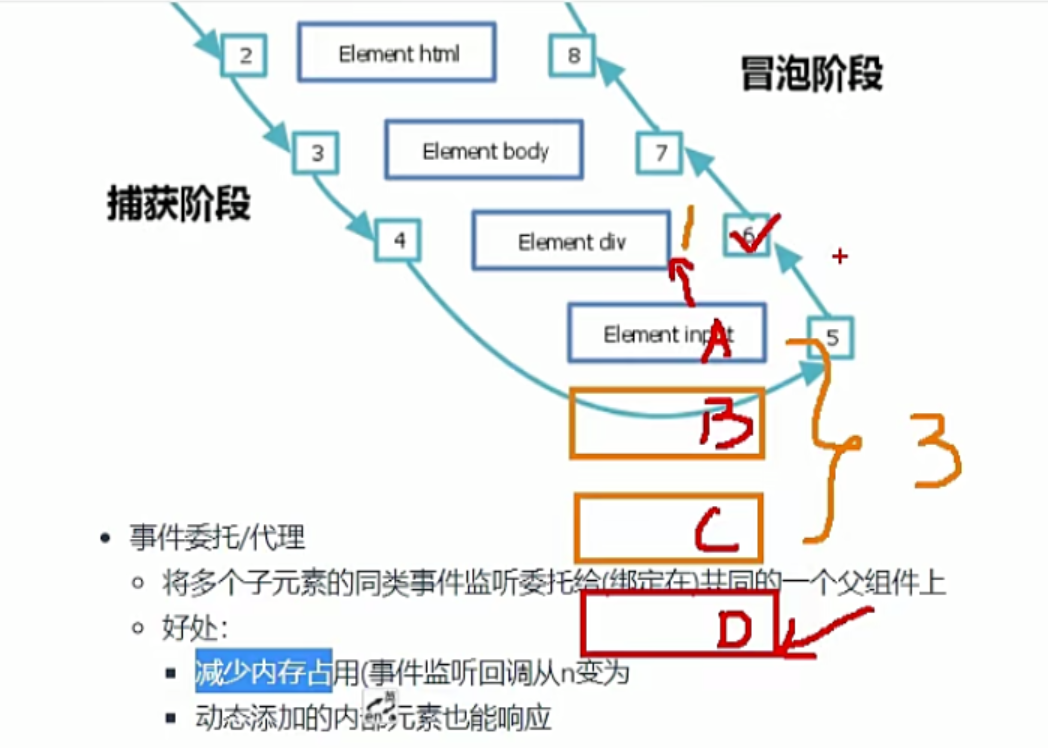 2 Element html 8
冒泡阶段
3 Element body 7
捕获阶段
4 Element div 1 6
Element input A 5
B
3
C
事件委托/代理
将多个子元素的同类事件监听委托给(绑定在)共同的一个父组件上
好处：
D
减少内存占用(事件监听回调从n变为
动态添加的内部元素也能响应